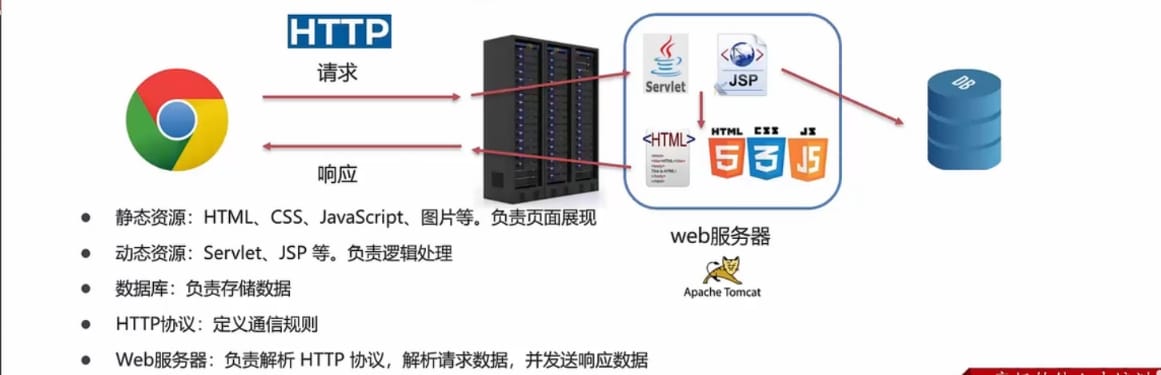 HTTP
请求
响应
Servlet
JSP
<HTML>
HTML
CSS
JS
5
3
JS
DB
web服务器
Apache Tomcat
● 静态资源：HTML、CSS、JavaScript、图片等。负责页面展现
● 动态资源：Servlet、JSP 等。负责逻辑处理
● 数据库：负责存储数据
● HTTP协议：定义通信规则
● Web服务器：负责解析 HTTP 协议，解析请求数据，并发送响应数据